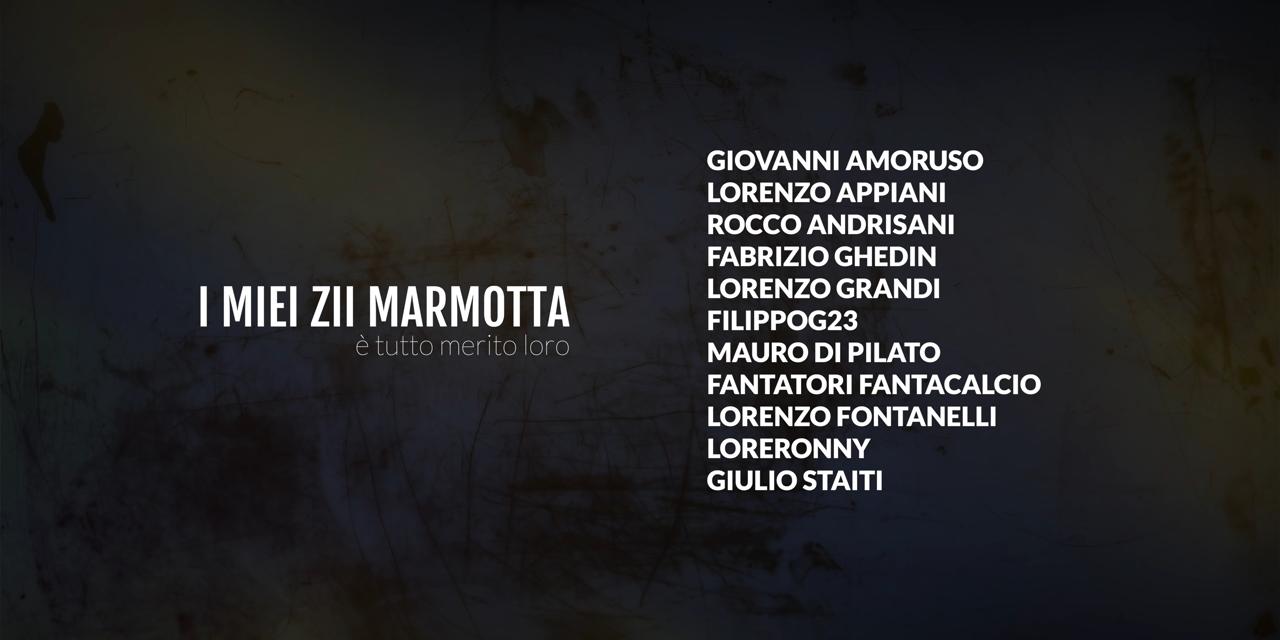 I MIEI ZII MARMOTTA
è tutto merito loro
GIOVANNI AMORUSO
LORENZO APPIANI
ROCCO ANDRISANI
FABRIZIO GHEDIN
LORENZO GRANDI
FILIPPOG23
MAURO DI PILATO
FANTATORI FANTACALCIO
LORENZO FONTANELLI
LORERONNY
GIULIO STAITI